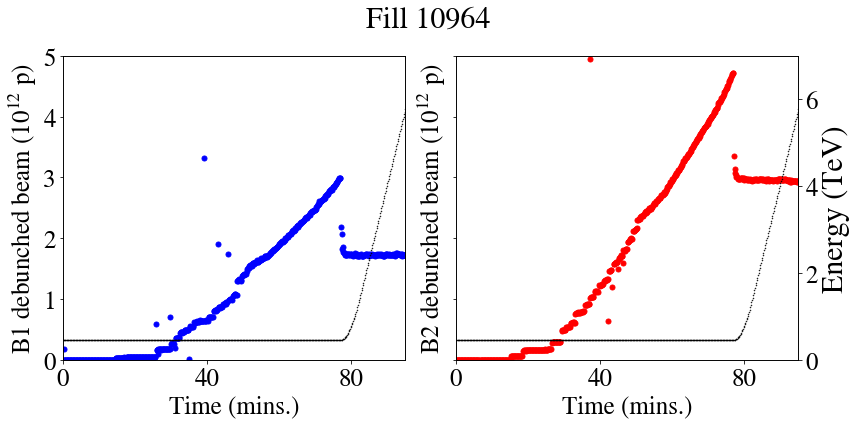 Fill 10964
B1 debunched beam (10¹² p)
5
4
3
2
1
0
0
40
80
Time (mins.)
B2 debunched beam (10¹² p)
0
40
80
Time (mins.)
6
4
2
0
Energy (TeV)